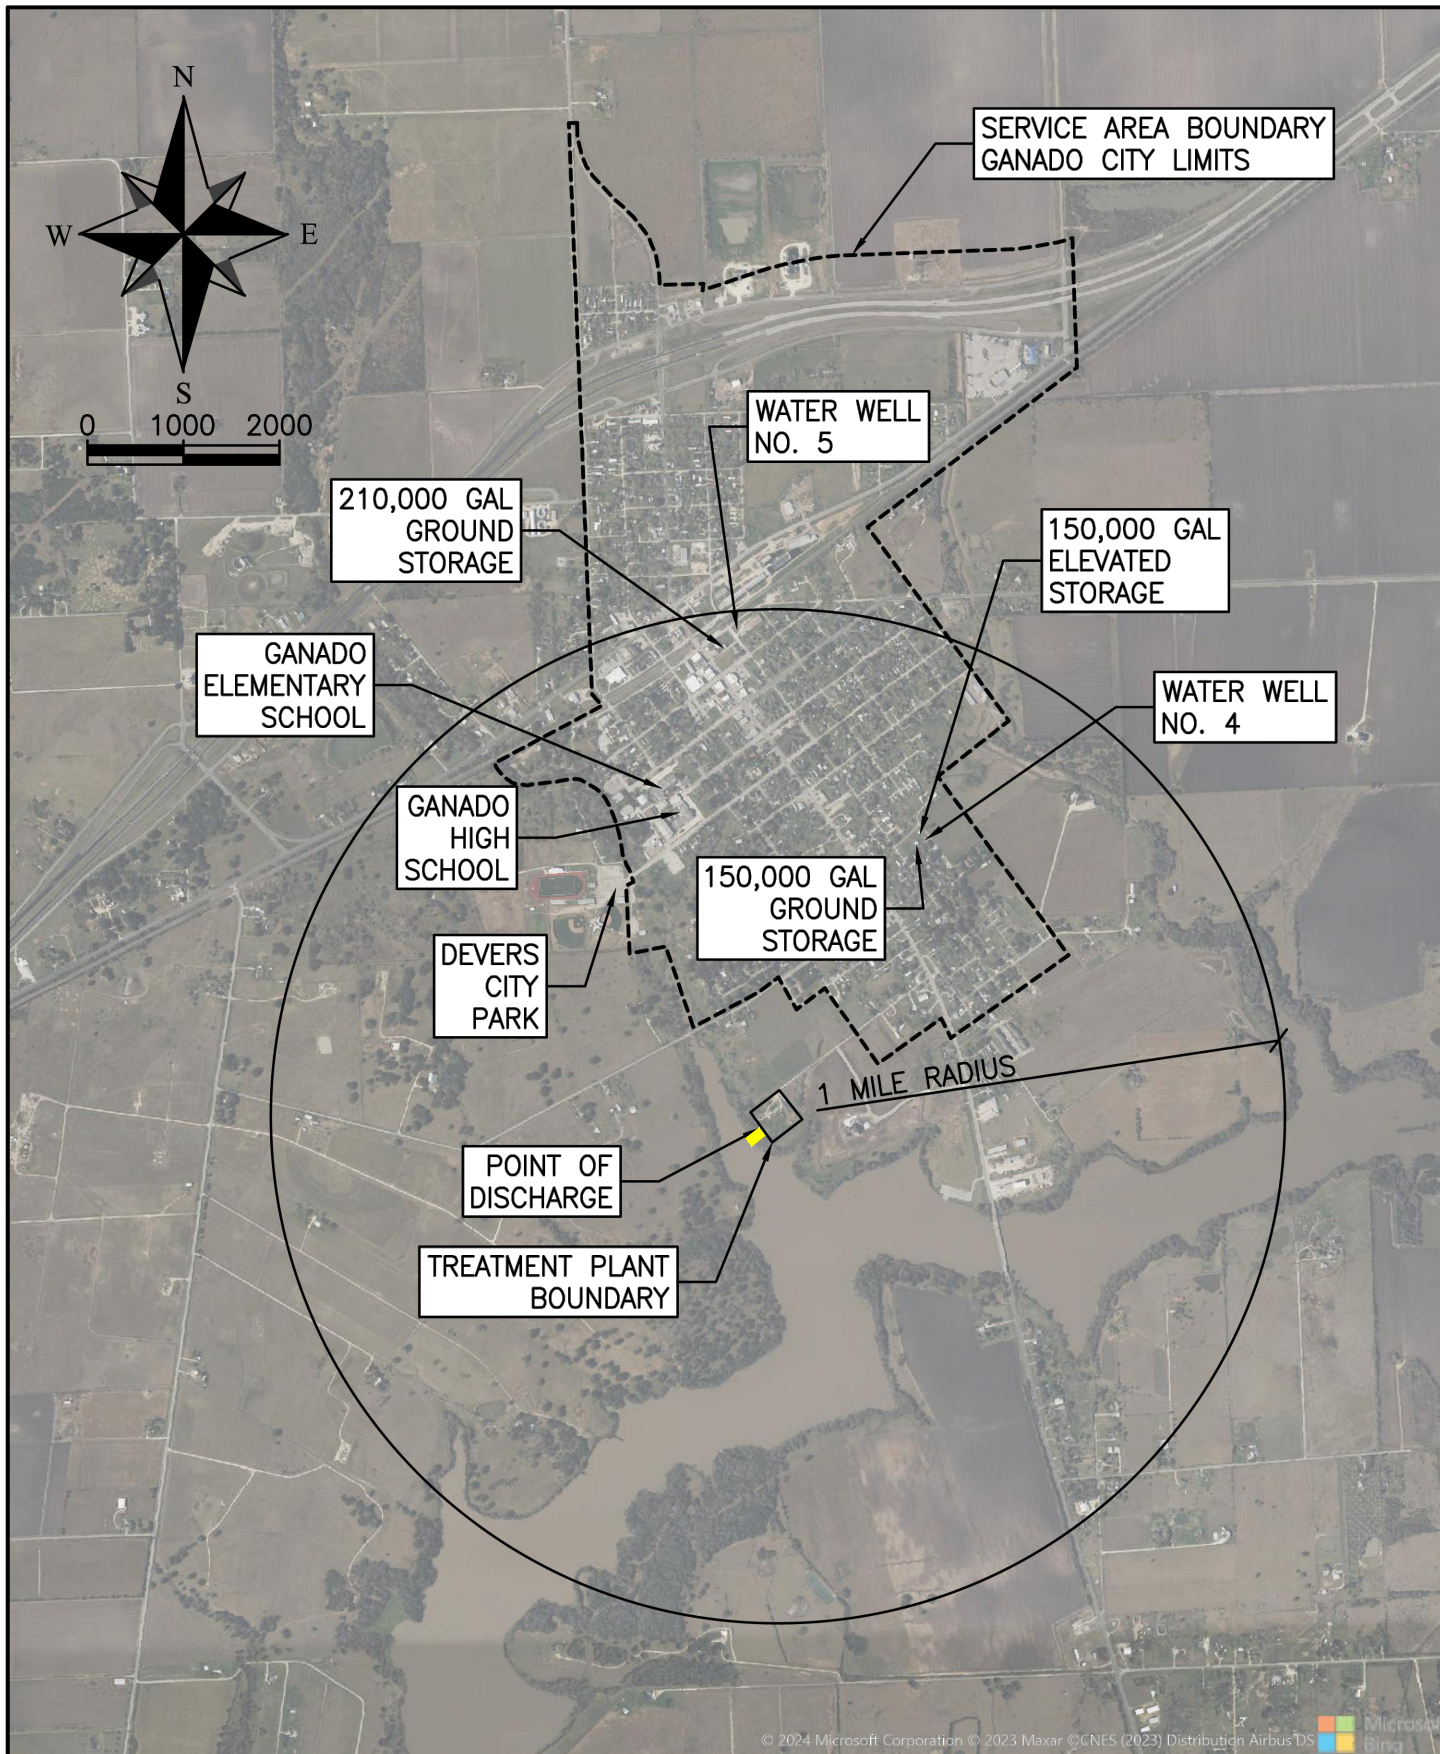 N
SERVICE AREA BOUNDARY
GANADO CITY LIMITS
W
E
S
0 1000 2000
WATER WELL
NO. 5
210,000 GAL
GROUND
STORAGE
150,000 GAL
ELEVATED
STORAGE
GANADO
ELEMENTARY
SCHOOL
WATER WELL
NO. 4
GANADO
HIGH
SCHOOL
150,000 GAL
GROUND
STORAGE
DEVERS
CITY
PARK
1 MILE RADIUS
POINT OF
DISCHARGE
TREATMENT PLANT
BOUNDARY
© 2024 Microsoft Corporation © 2023 Maxar ©CNES (2023) Distribution Airbus DS
Microsof
Bing